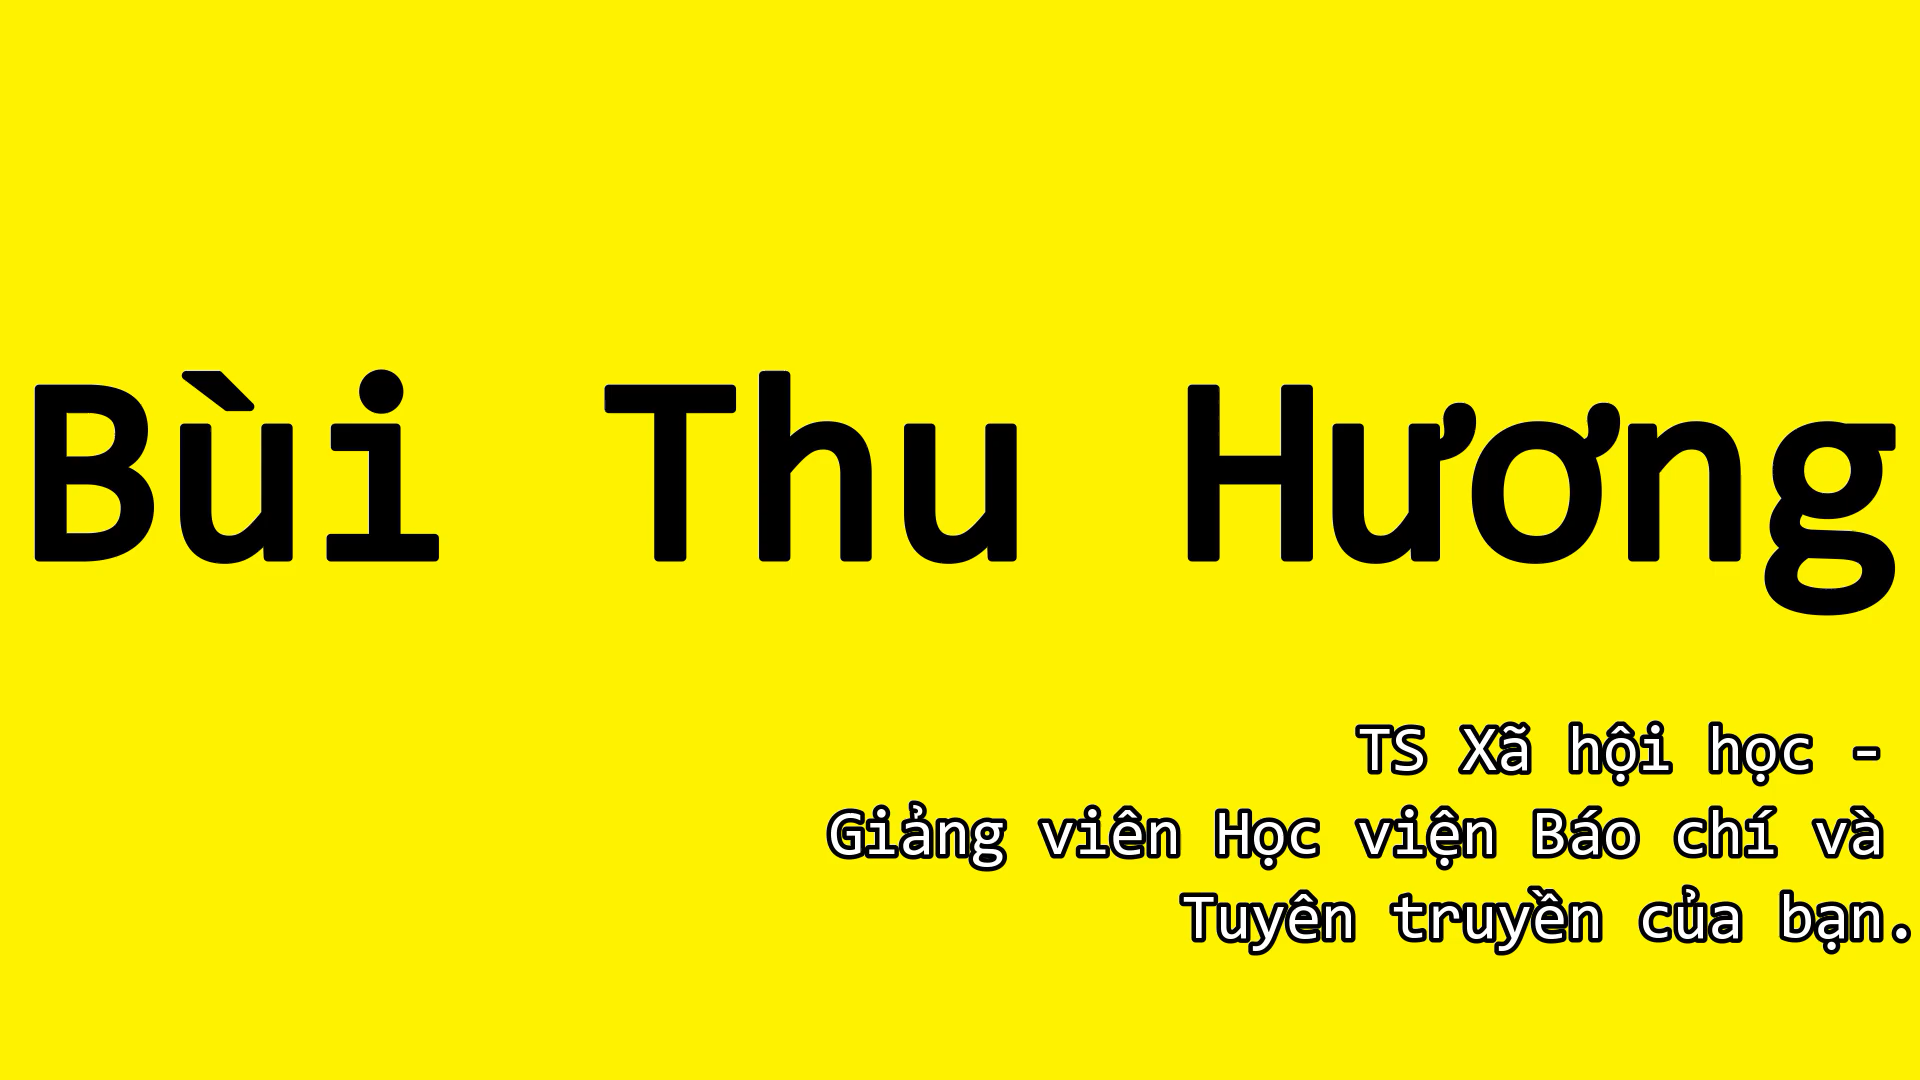 Bùi Thu Hương
TS Xã hội học -
Giảng viên Học viện Báo chí và
Tuyên truyền của bạn.